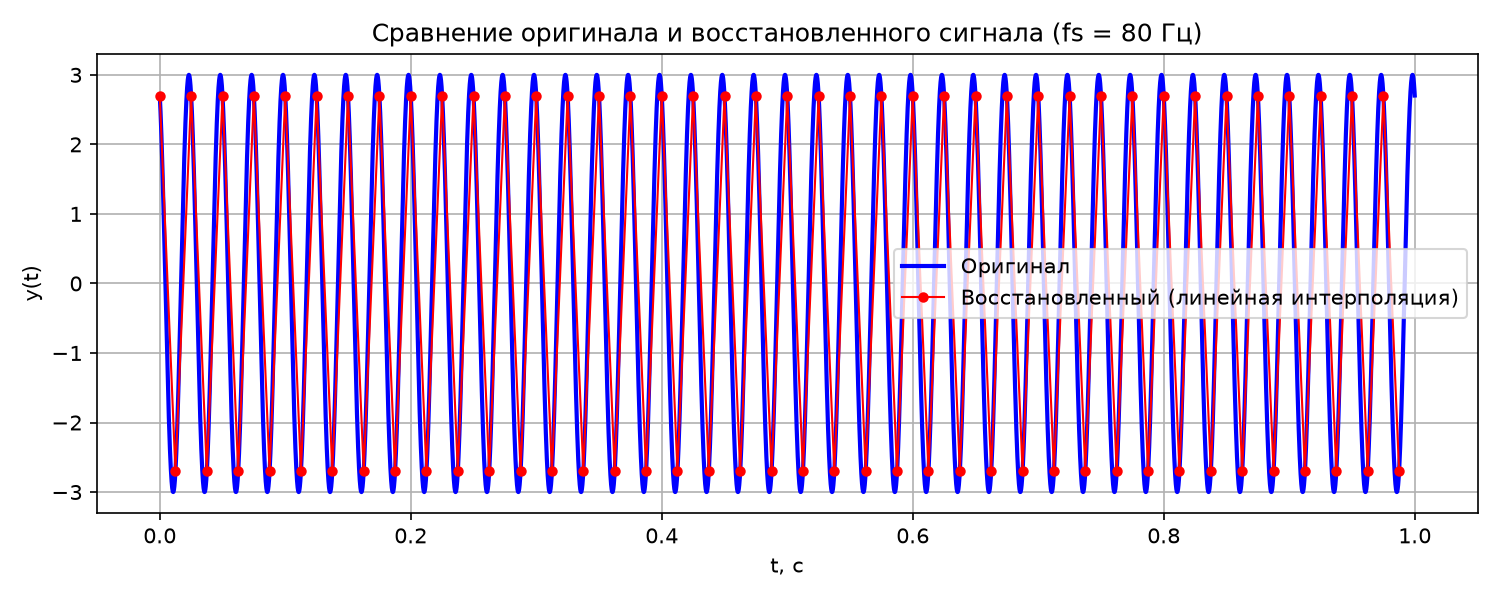 Сравнение оригинала и восстановленного сигнала (fs = 80 Гц)
3
2
1
0
−1
−2
−3
y(t)
Оригинал
Восстановленный (линейная интерполяция)
0.0 0.2 0.4 0.6 0.8 1.0
t, с